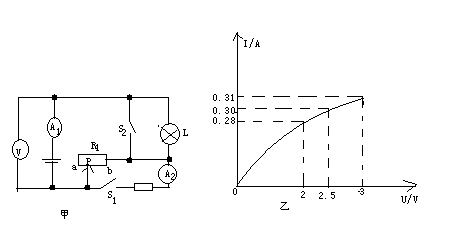 A₁
V
R₁
P
a
b
S₂
L
A₂
S₁
甲
I/A
0.31
0.30
0.28
0
2
2.5
3
U/V
乙